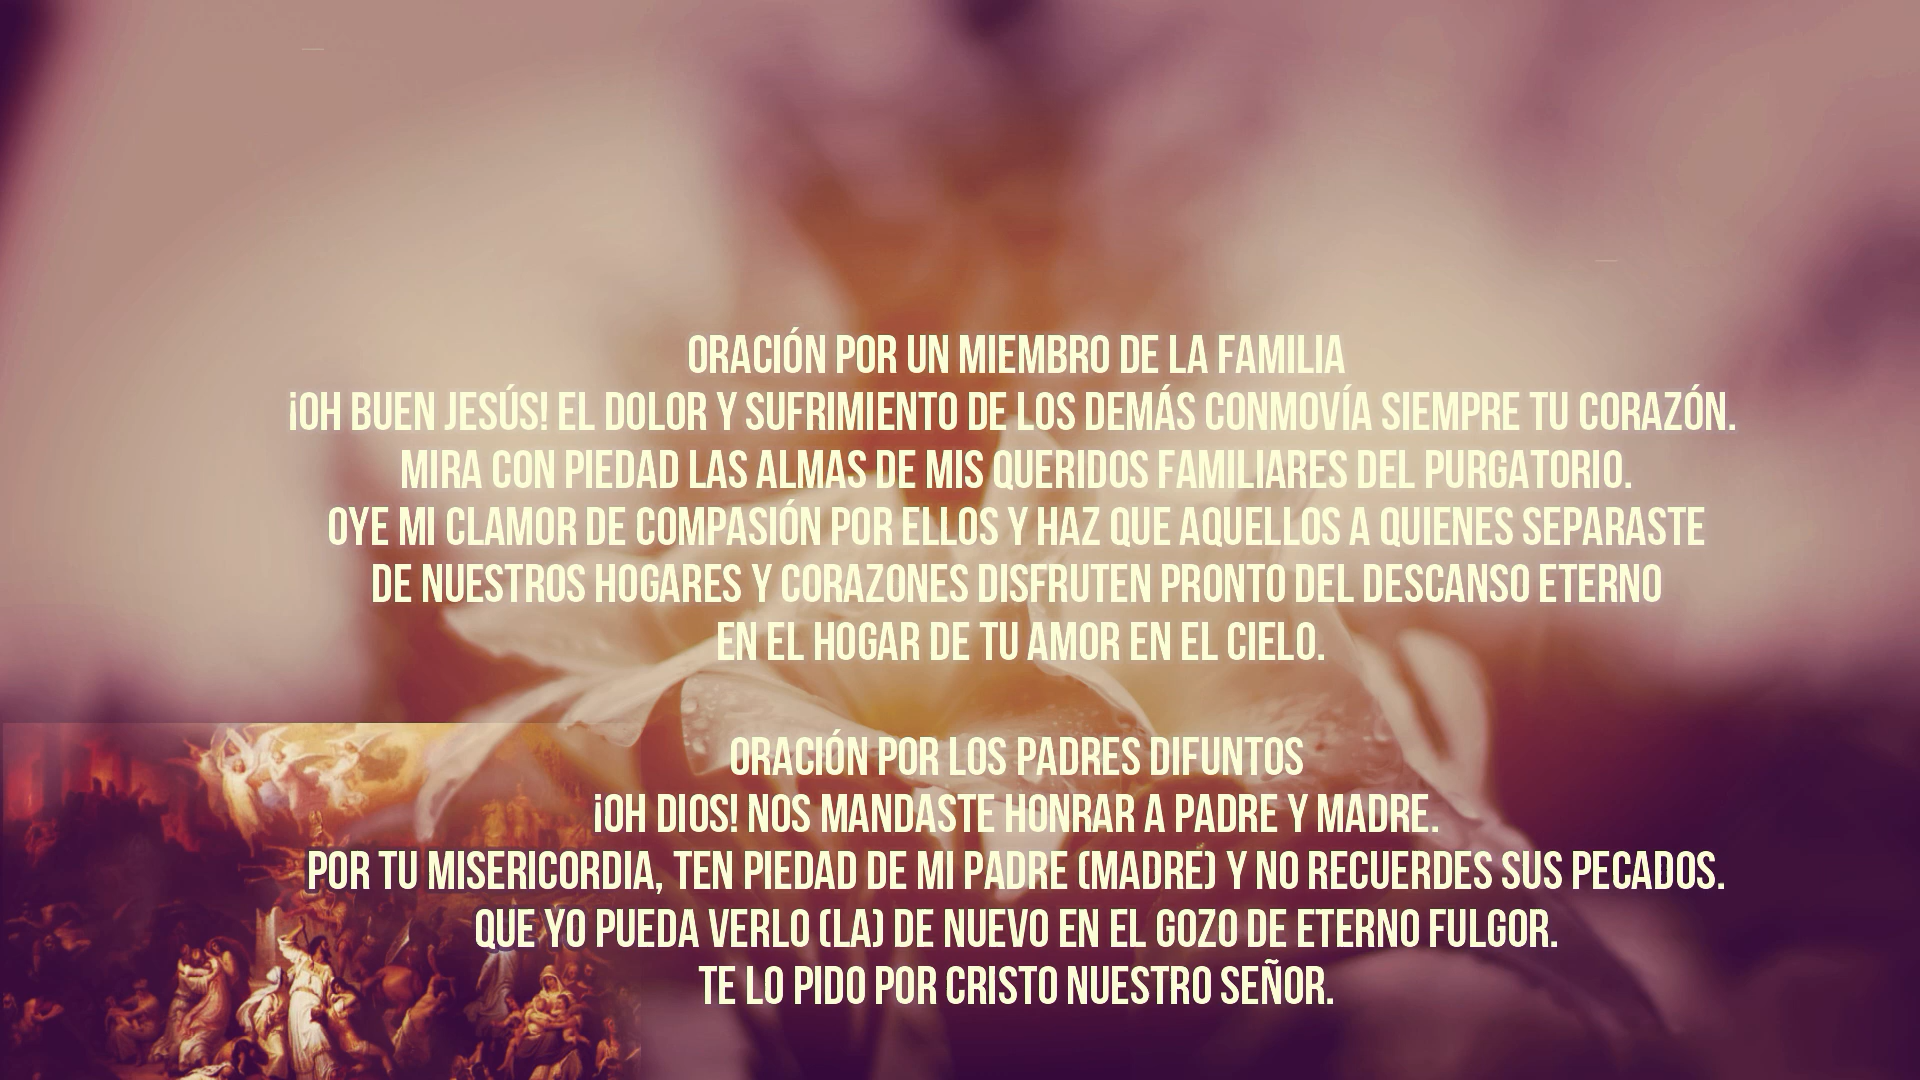 ORACIÓN POR UN MIEMBRO DE LA FAMILIA
¡OH BUEN JESÚS! EL DOLOR Y SUFRIMIENTO DE LOS DEMÁS CONMOVÍA SIEMPRE TU CORAZÓN.
MIRA CON PIEDAD LAS ALMAS DE MIS QUERIDOS FAMILIARES DEL PURGATORIO.
OYE MI CLAMOR DE COMPASIÓN POR ELLOS Y HAZ QUE AQUELLOS A QUIENES SEPARASTE
DE NUESTROS HOGARES Y CORAZONES DISFRUTEN PRONTO DEL DESCANSO ETERNO
EN EL HOGAR DE TU AMOR EN EL CIELO.
ORACIÓN POR LOS PADRES DIFUNTOS
¡OH DIOS! NOS MANDASTE HONRAR A PADRE Y MADRE.
POR TU MISERICORDIA, TEN PIEDAD DE MI PADRE (MADRE) Y NO RECUERDES SUS PECADOS.
QUE YO PUEDA VERLO (LA) DE NUEVO EN EL GOZO DE ETERNO FULGOR.
TE LO PIDO POR CRISTO NUESTRO SEÑOR.